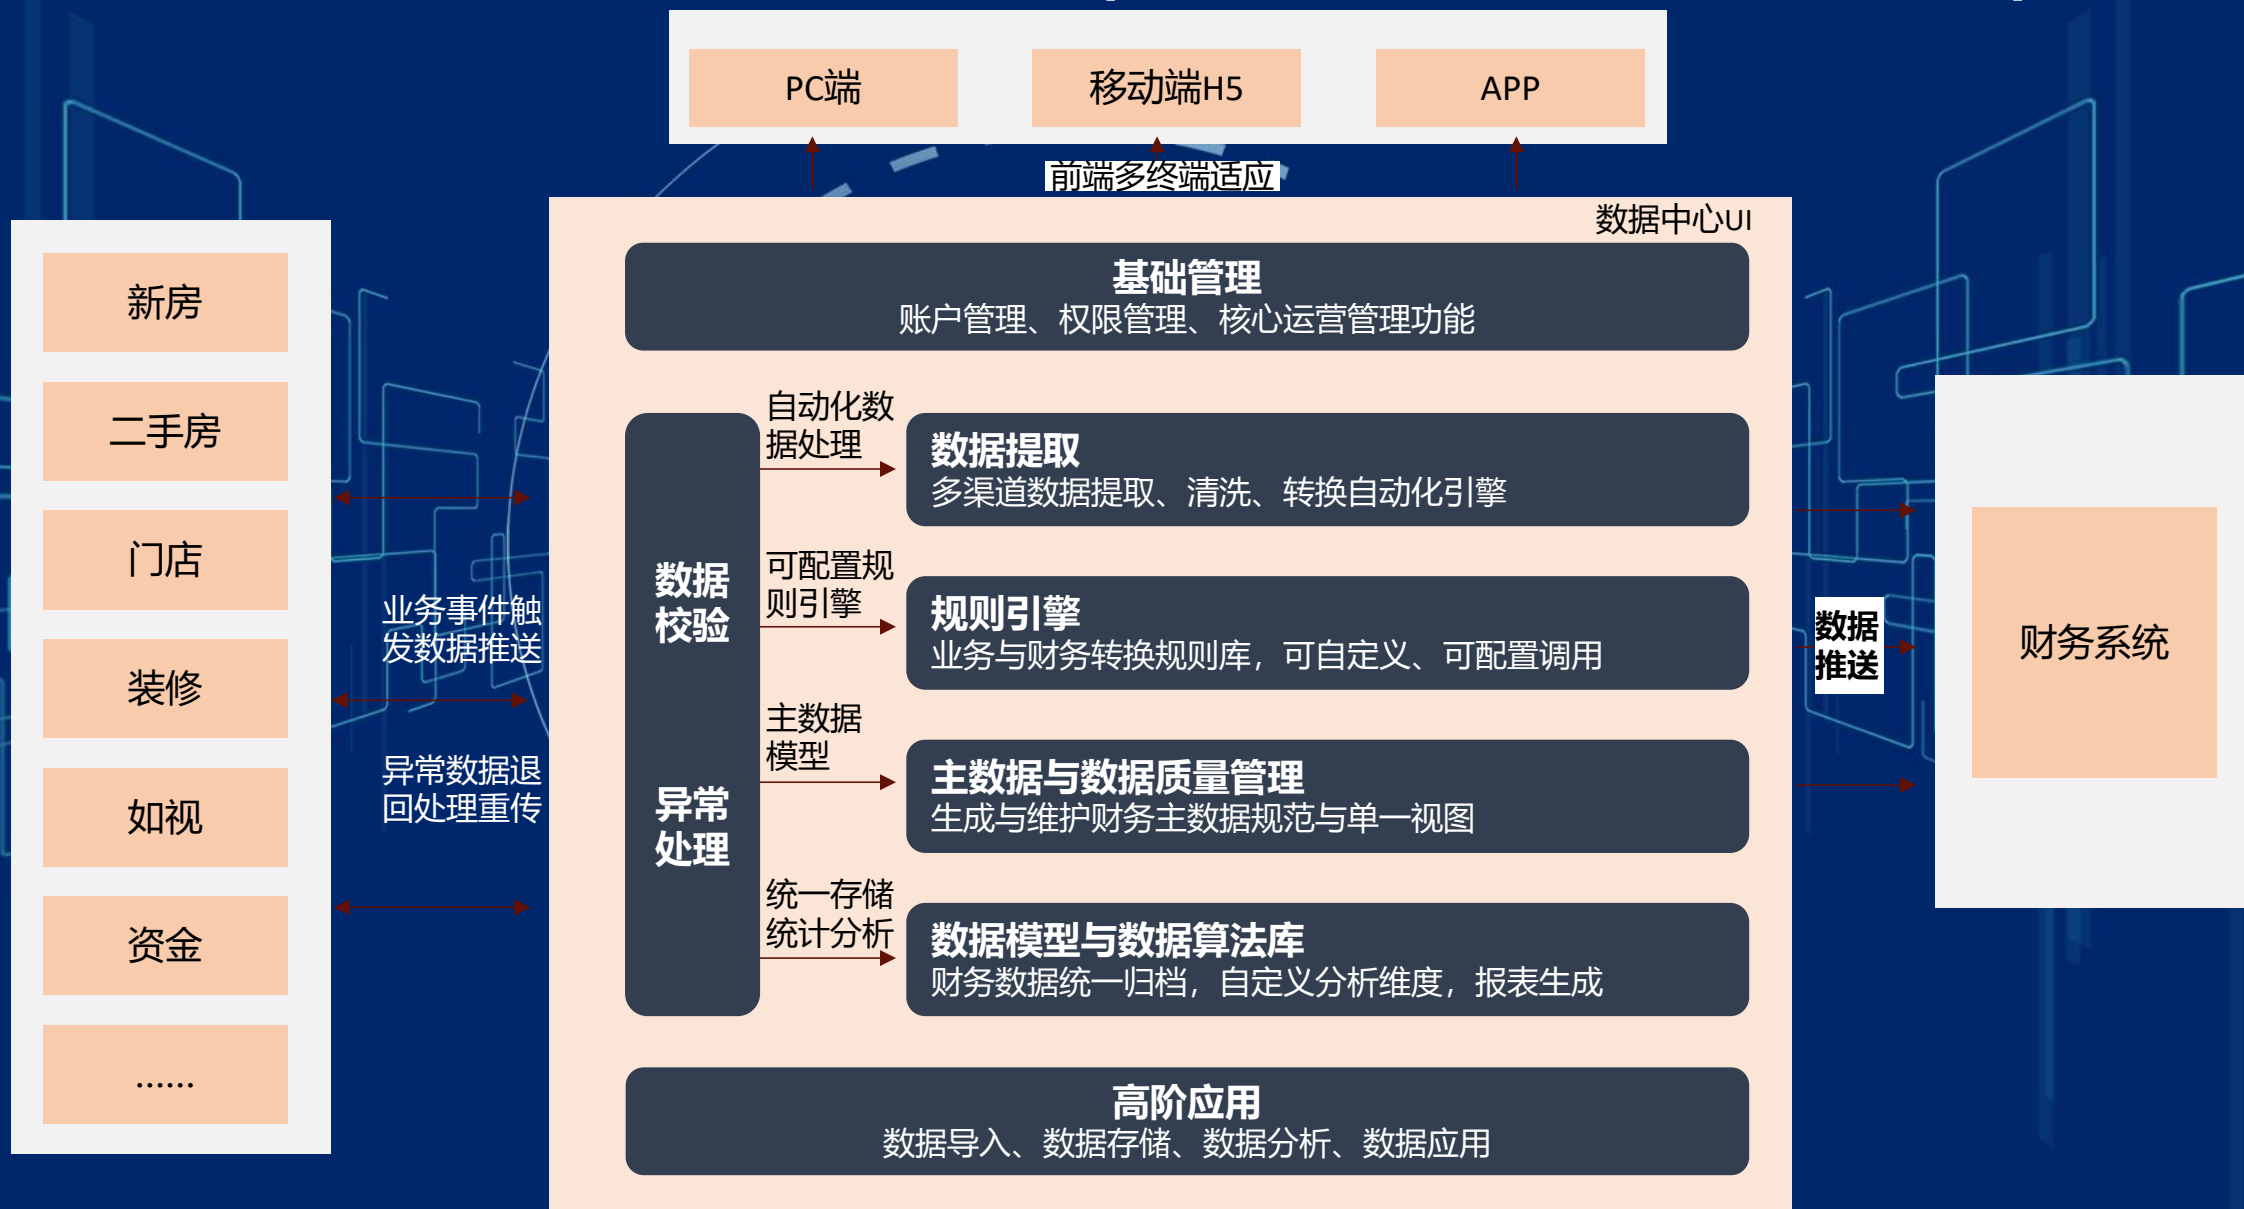 PC端
移动端H5
APP
前端多终端适应
数据中心UI
新房
二手房
门店
装修
如视
资金
……
业务事件触
发数据推送
异常数据退
回处理重传
基础管理
账户管理、权限管理、核心运营管理功能
数据
校验
异常
处理
自动化数
据处理
数据提取
多渠道数据提取、清洗、转换自动化引擎
可配置规
则引擎
规则引擎
业务与财务转换规则库，可自定义、可配置调用
主数据
模型
主数据与数据质量管理
生成与维护财务主数据规范与单一视图
统一存储
统计分析
数据模型与数据算法库
财务数据统一归档，自定义分析维度，报表生成
高阶应用
数据导入、数据存储、数据分析、数据应用
数据
推送
财务系统